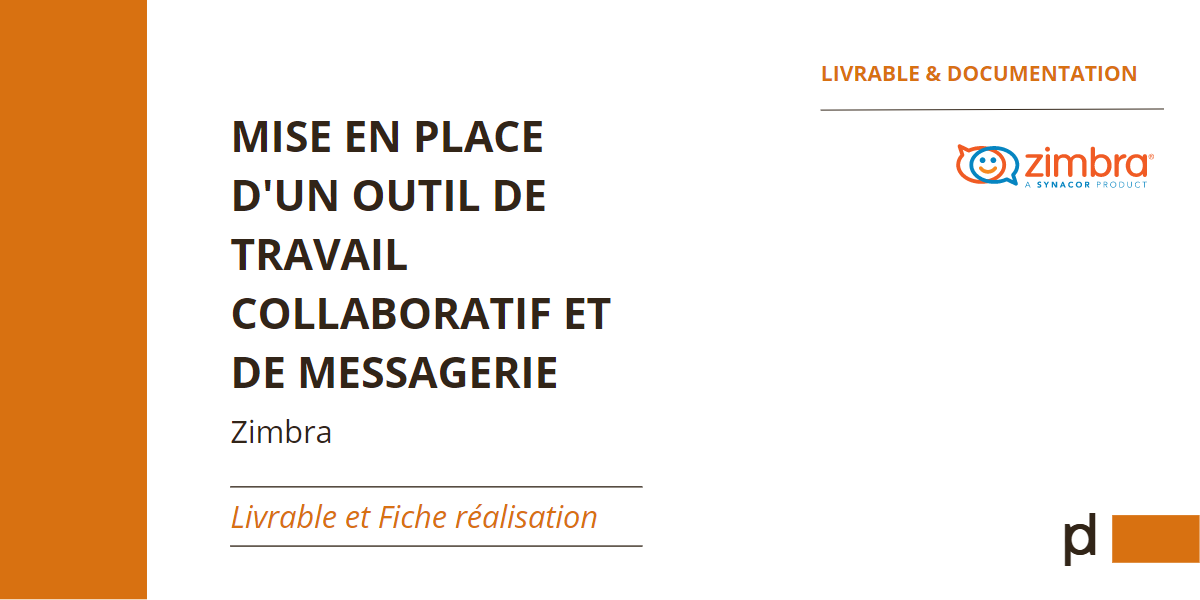 LIVRABLE & DOCUMENTATION
zimbra®
A SYNACOR PRODUCT
MISE EN PLACE
D'UN OUTIL DE
TRAVAIL
COLLABORATIF ET
DE MESSAGERIE
Zimbra
Livrable et Fiche réalisation
pd